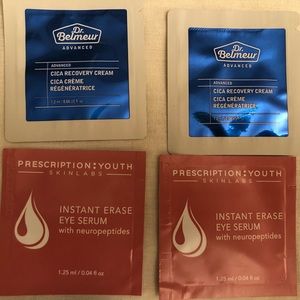 Dr.
Belmeur
ADVANCED
ADVANCED
CICA RECOVERY CREAM
CICA CRÈME
RÉGÉNÉRATRICE
Dr.
Belmeur
ADVANCED
ADVANCED
CICA RECOVERY CREAM
CICA CRÈME
RÉGÉNÉRATRICE
PRESCRIPTION:YOUTH
SKINLABS
INSTANT ERASE
EYE SERUM
with neuropeptides
1.25 ml / 0.04 fl oz
PRESCRIPTION:YOUTH
SKINLABS
INSTANT ERASE
EYE SERUM
with neuropeptides
1.25 ml / 0.04 fl oz